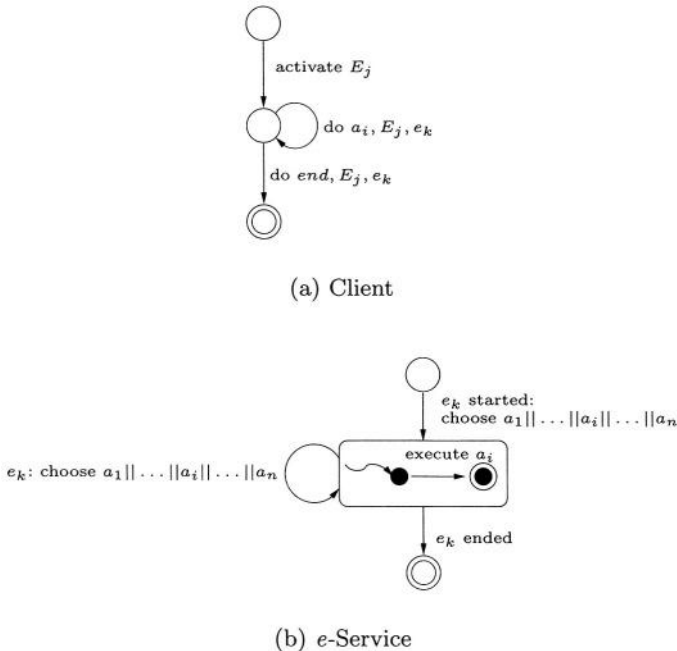 activate E_j
do a_i, E_j, e_k
do end, E_j, e_k
(a) Client
e_k started:
choose a_1|| . . . ||a_i|| . . . ||a_n
execute a_i
e_k: choose a_1|| . . . ||a_i|| . . . ||a_n
e_k ended
(b) e-Service